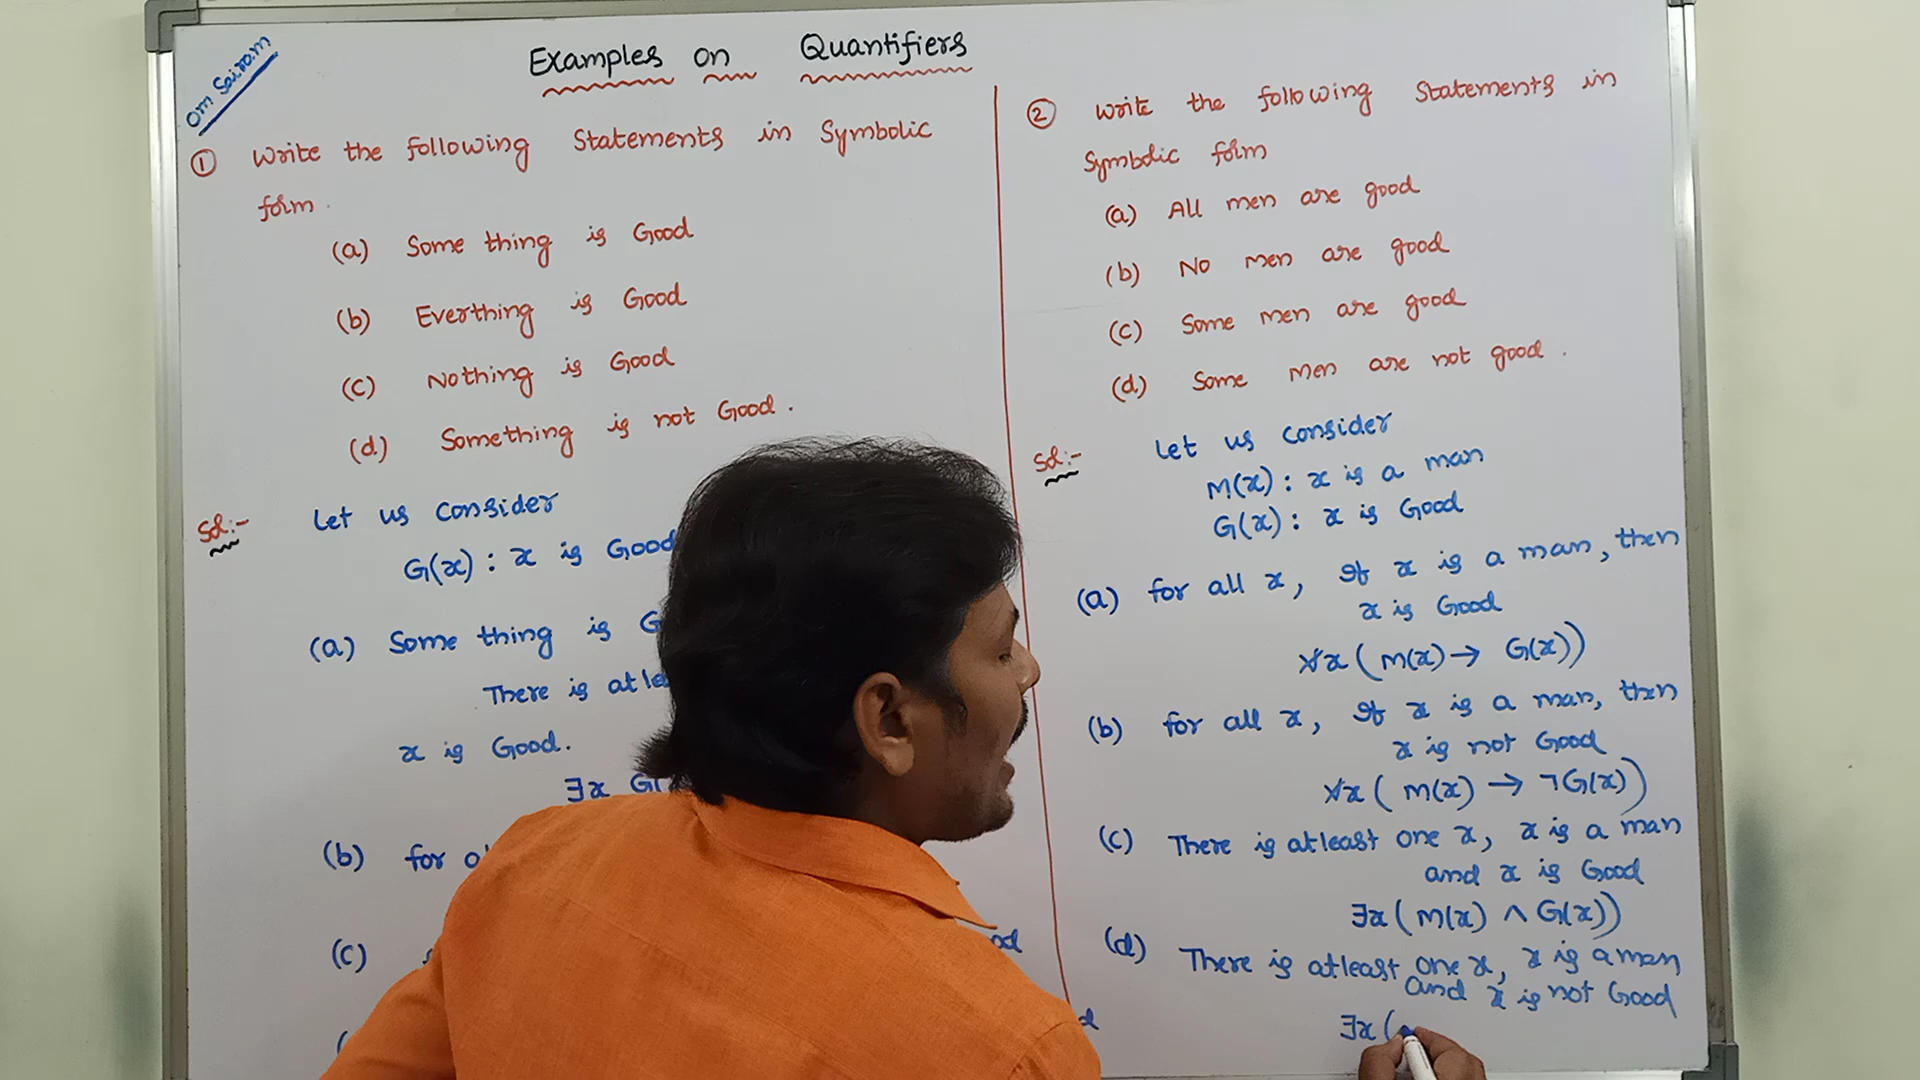 Om Sairam
Examples on Quantifiers
① Write the following Statements in Symbolic
form.
(a) Some thing is Good
(b) Everthing is Good
(c) Nothing is Good
(d) Something is not Good.
Sol:- Let us consider
G(x) : x is Good
(a) Some thing is G
There is atle
x is Good.
∃x G(
(b) for
(c)
② Write the following Statements in
Symbolic form
(a) All men are good
(b) No men are good
(c) Some men are good
(d) Some men are not good.
Sol:- Let us consider
M(x) : x is a man
G(x) : x is Good
(a) for all x, If x is a man, then
x is Good
∀x ( M(x) → G(x))
(b) for all x, If x is a man, then
x is not Good
∀x ( M(x) → ¬G(x))
(c) There is atleast one x, x is a man
and x is Good
∃x ( M(x) ∧ G(x))
(d) There is atleast one x, x is a man
and x is not Good
∃x (